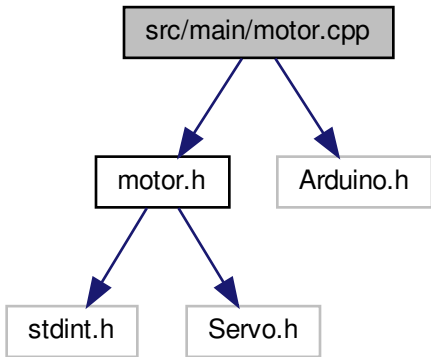 src/main/motor.cpp
motor.h
Arduino.h
stdint.h
Servo.h